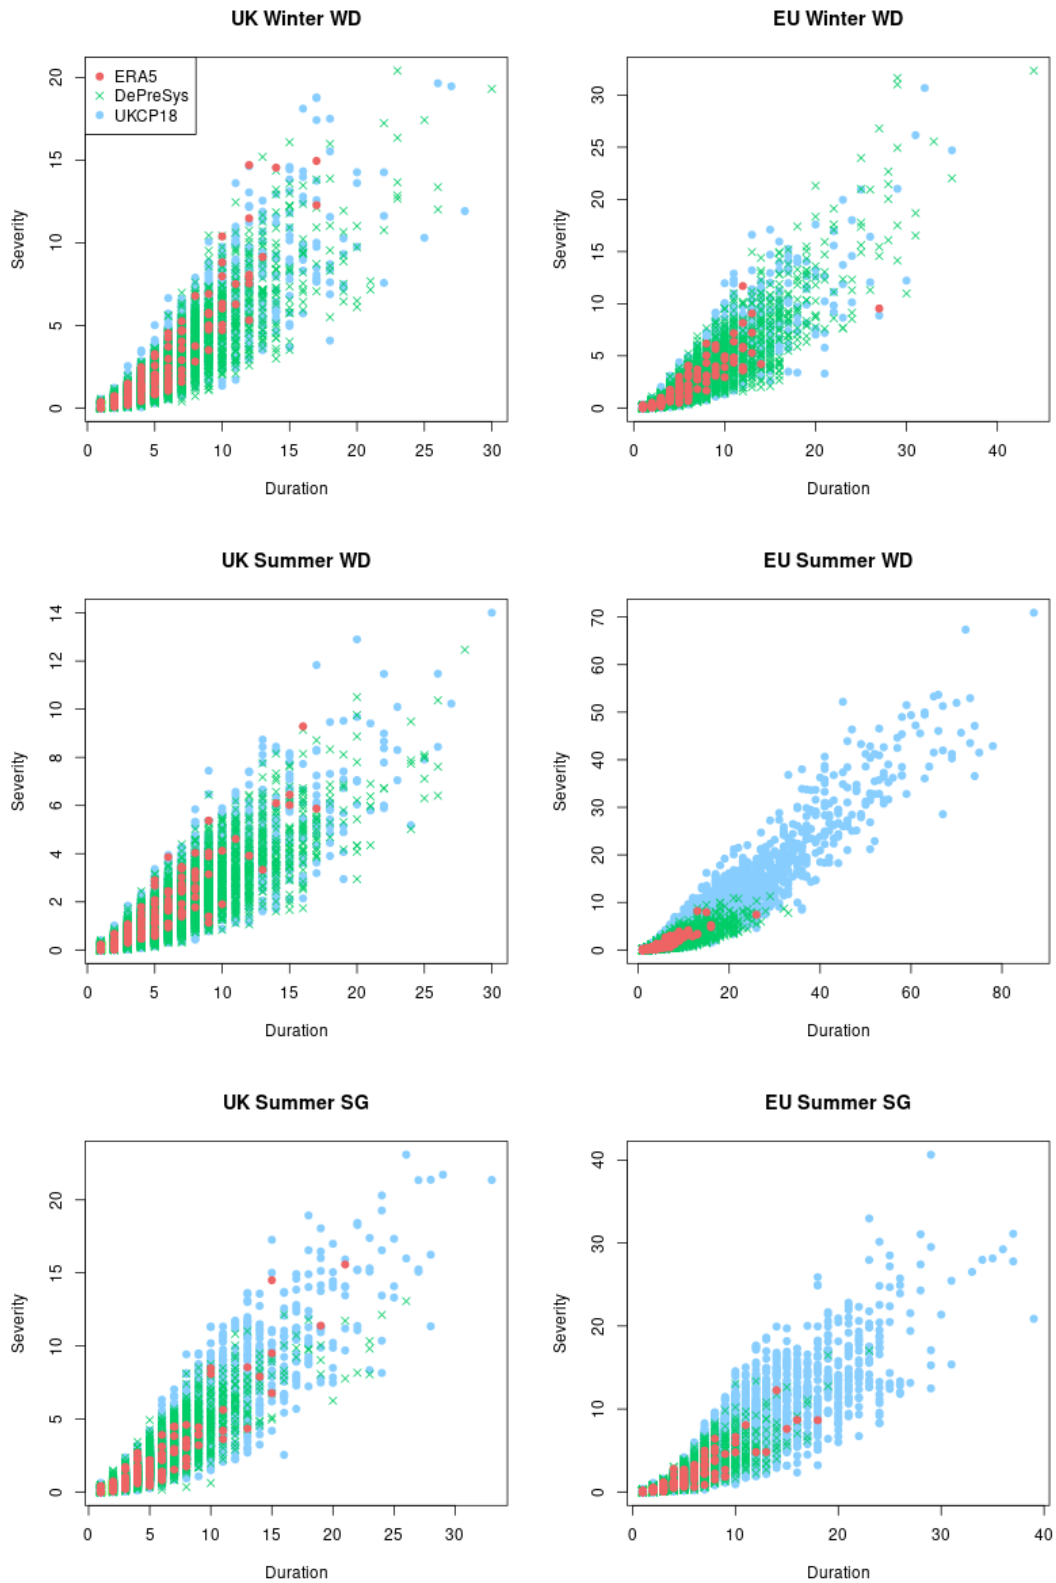 UK Winter WD
20
15
10
5
0
Severity
ERA5
DePreSys
UKCP18
0 5 10 15 20 25 30
Duration
EU Winter WD
30
25
20
15
10
5
0
Severity
0 10 20 30 40
Duration
UK Summer WD
14
12
10
8
6
4
2
0
Severity
0 5 10 15 20 25 30
Duration
EU Summer WD
70
60
50
40
30
20
10
0
Severity
0 20 40 60 80
Duration
UK Summer SG
20
15
10
5
0
Severity
0 5 10 15 20 25 30
Duration
EU Summer SG
40
30
20
10
0
Severity
0 10 20 30 40
Duration